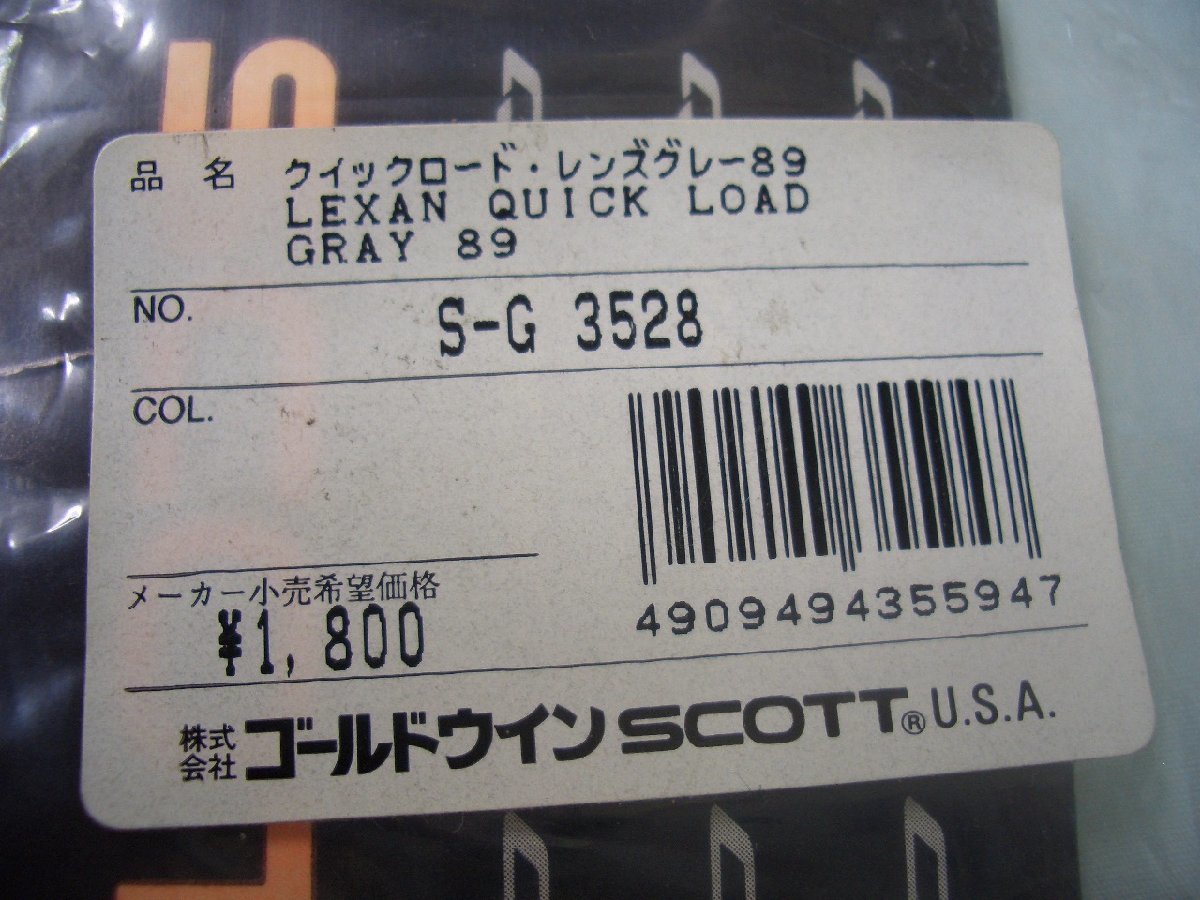 品名 クイックロード・レンズグレー89
LEXAN QUICK LOAD
GRAY 89
NO. S-G 3528
COL.
4909494355947
メーカー小売希望価格
¥1,800
株式会社 ゴールドウイン SCOTT® U.S.A.